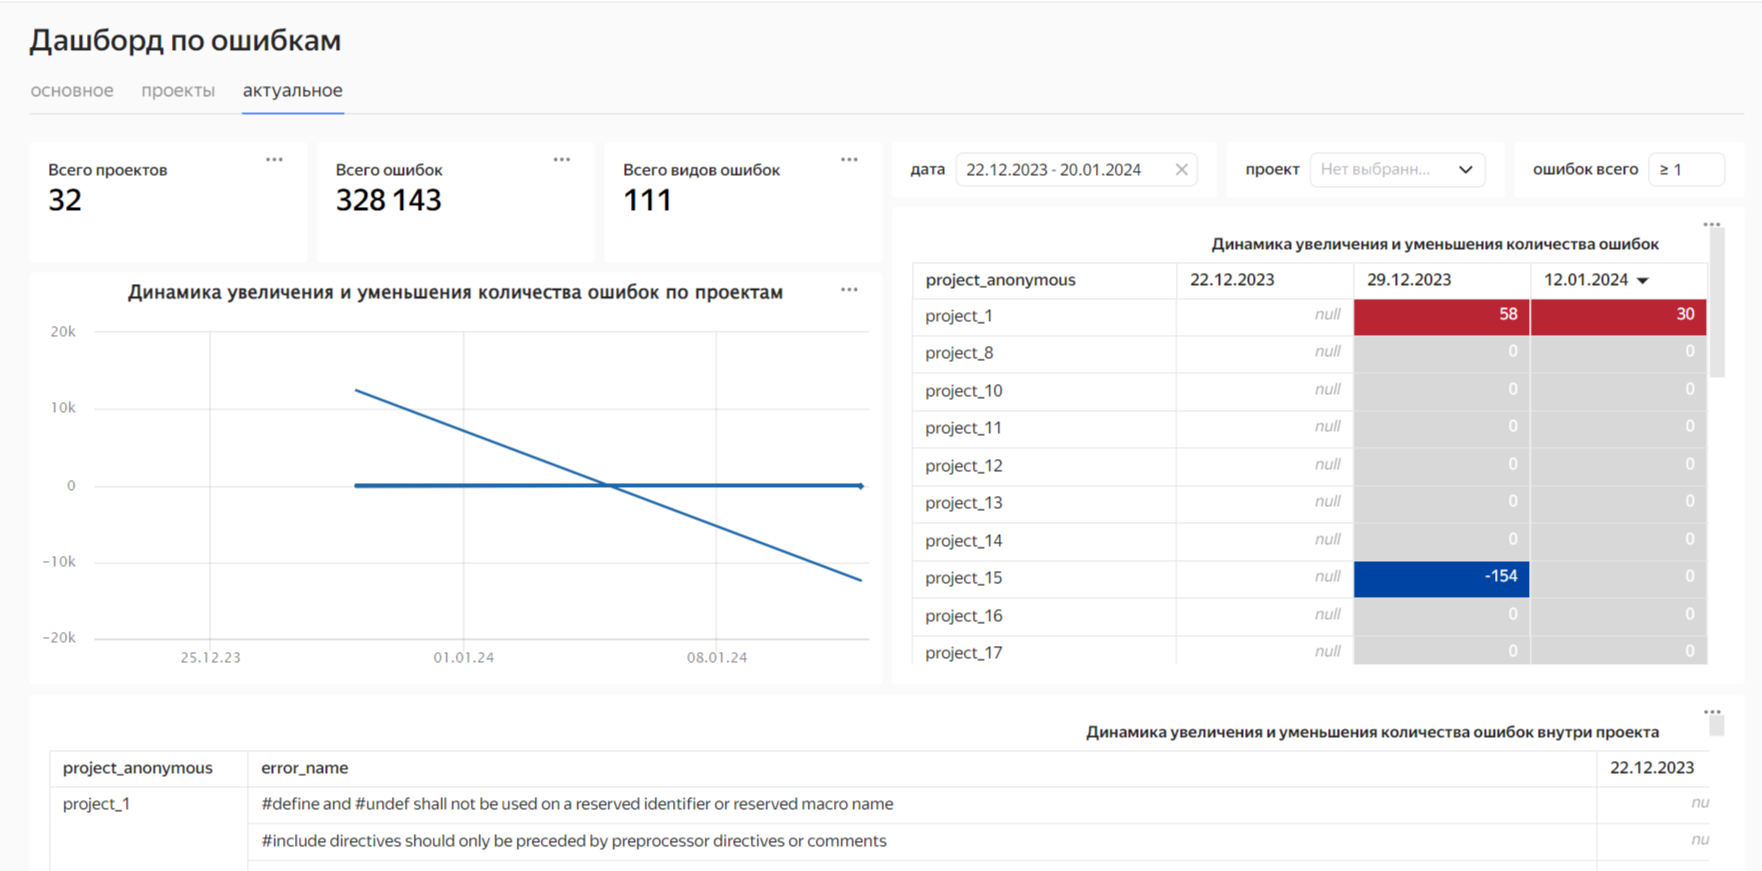 Дашборд по ошибкам
основное проекты актуальное
Всего проектов
32
Всего ошибок
328 143
Всего видов ошибок
111
дата 22.12.2023 - 20.01.2024
проект Нет выбранн...
ошибок всего ≥ 1
Динамика увеличения и уменьшения количества ошибок по проектам
20k
10k
0
-10k
-20k
25.12.23 01.01.24 08.01.24
Динамика увеличения и уменьшения количества ошибок
project_anonymous 22.12.2023 29.12.2023 12.01.2024
project_1 null 58 30
project_8 null 0 0
project_10 null 0 0
project_11 null 0 0
project_12 null 0 0
project_13 null 0 0
project_14 null 0 0
project_15 null -154 0
project_16 null 0 0
project_17 null 0 0
Динамика увеличения и уменьшения количества ошибок внутри проекта
project_anonymous error_name 22.12.2023
project_1 #define and #undef shall not be used on a reserved identifier or reserved macro name nu
#include directives should only be preceded by preprocessor directives or comments nu